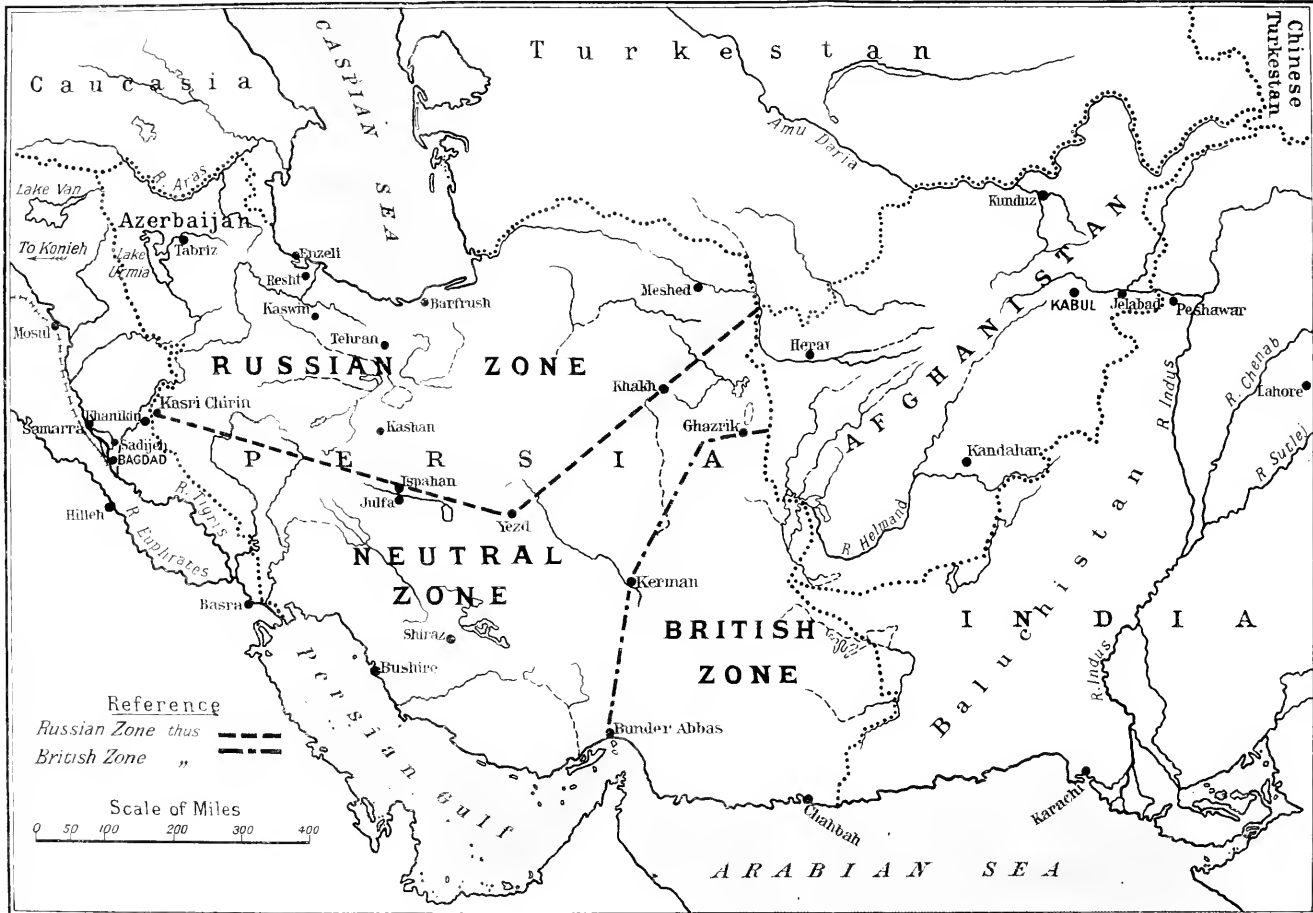 CASPIAN SEA
Turkestan
Chinese
Turkestan
Caucasia
Amu Daria
R. Aras
Lake Van
Kunduz
Azerbaijan
To Konieh
Tabriz
Lake
Urmia
Enzeli
Resht
Meshed
Barfrush
KABUL
Jelabad
Peshawar
Kaswin
Mosul
Tehran
Herat
RUSSIAN ZONE
AFGHANISTAN
R. Chenab
R Indus
Khakh
Lahore
Kasri Chirin
Khanikin
Samarra
Kashan
Ghazrik
Sadijeh
BAGDAD
PERSIA
Kandahar
R Sutlej
Ispahan
Julfa
R. Tigris
Hilleh
Yezd
R Euphrates
R. Helmand
NEUTRAL
ZONE
Kerman
Basra
INDIA
Shiraz
BRITISH
ZONE
Baluchistan
Bushire
R. Indus
Persian Gulf
Reference
Russian Zone thus
British Zone „
Bunder Abbas
Karachi
Scale of Miles
0 50 100 200 300 400
Chahbah
ARABIAN SEA